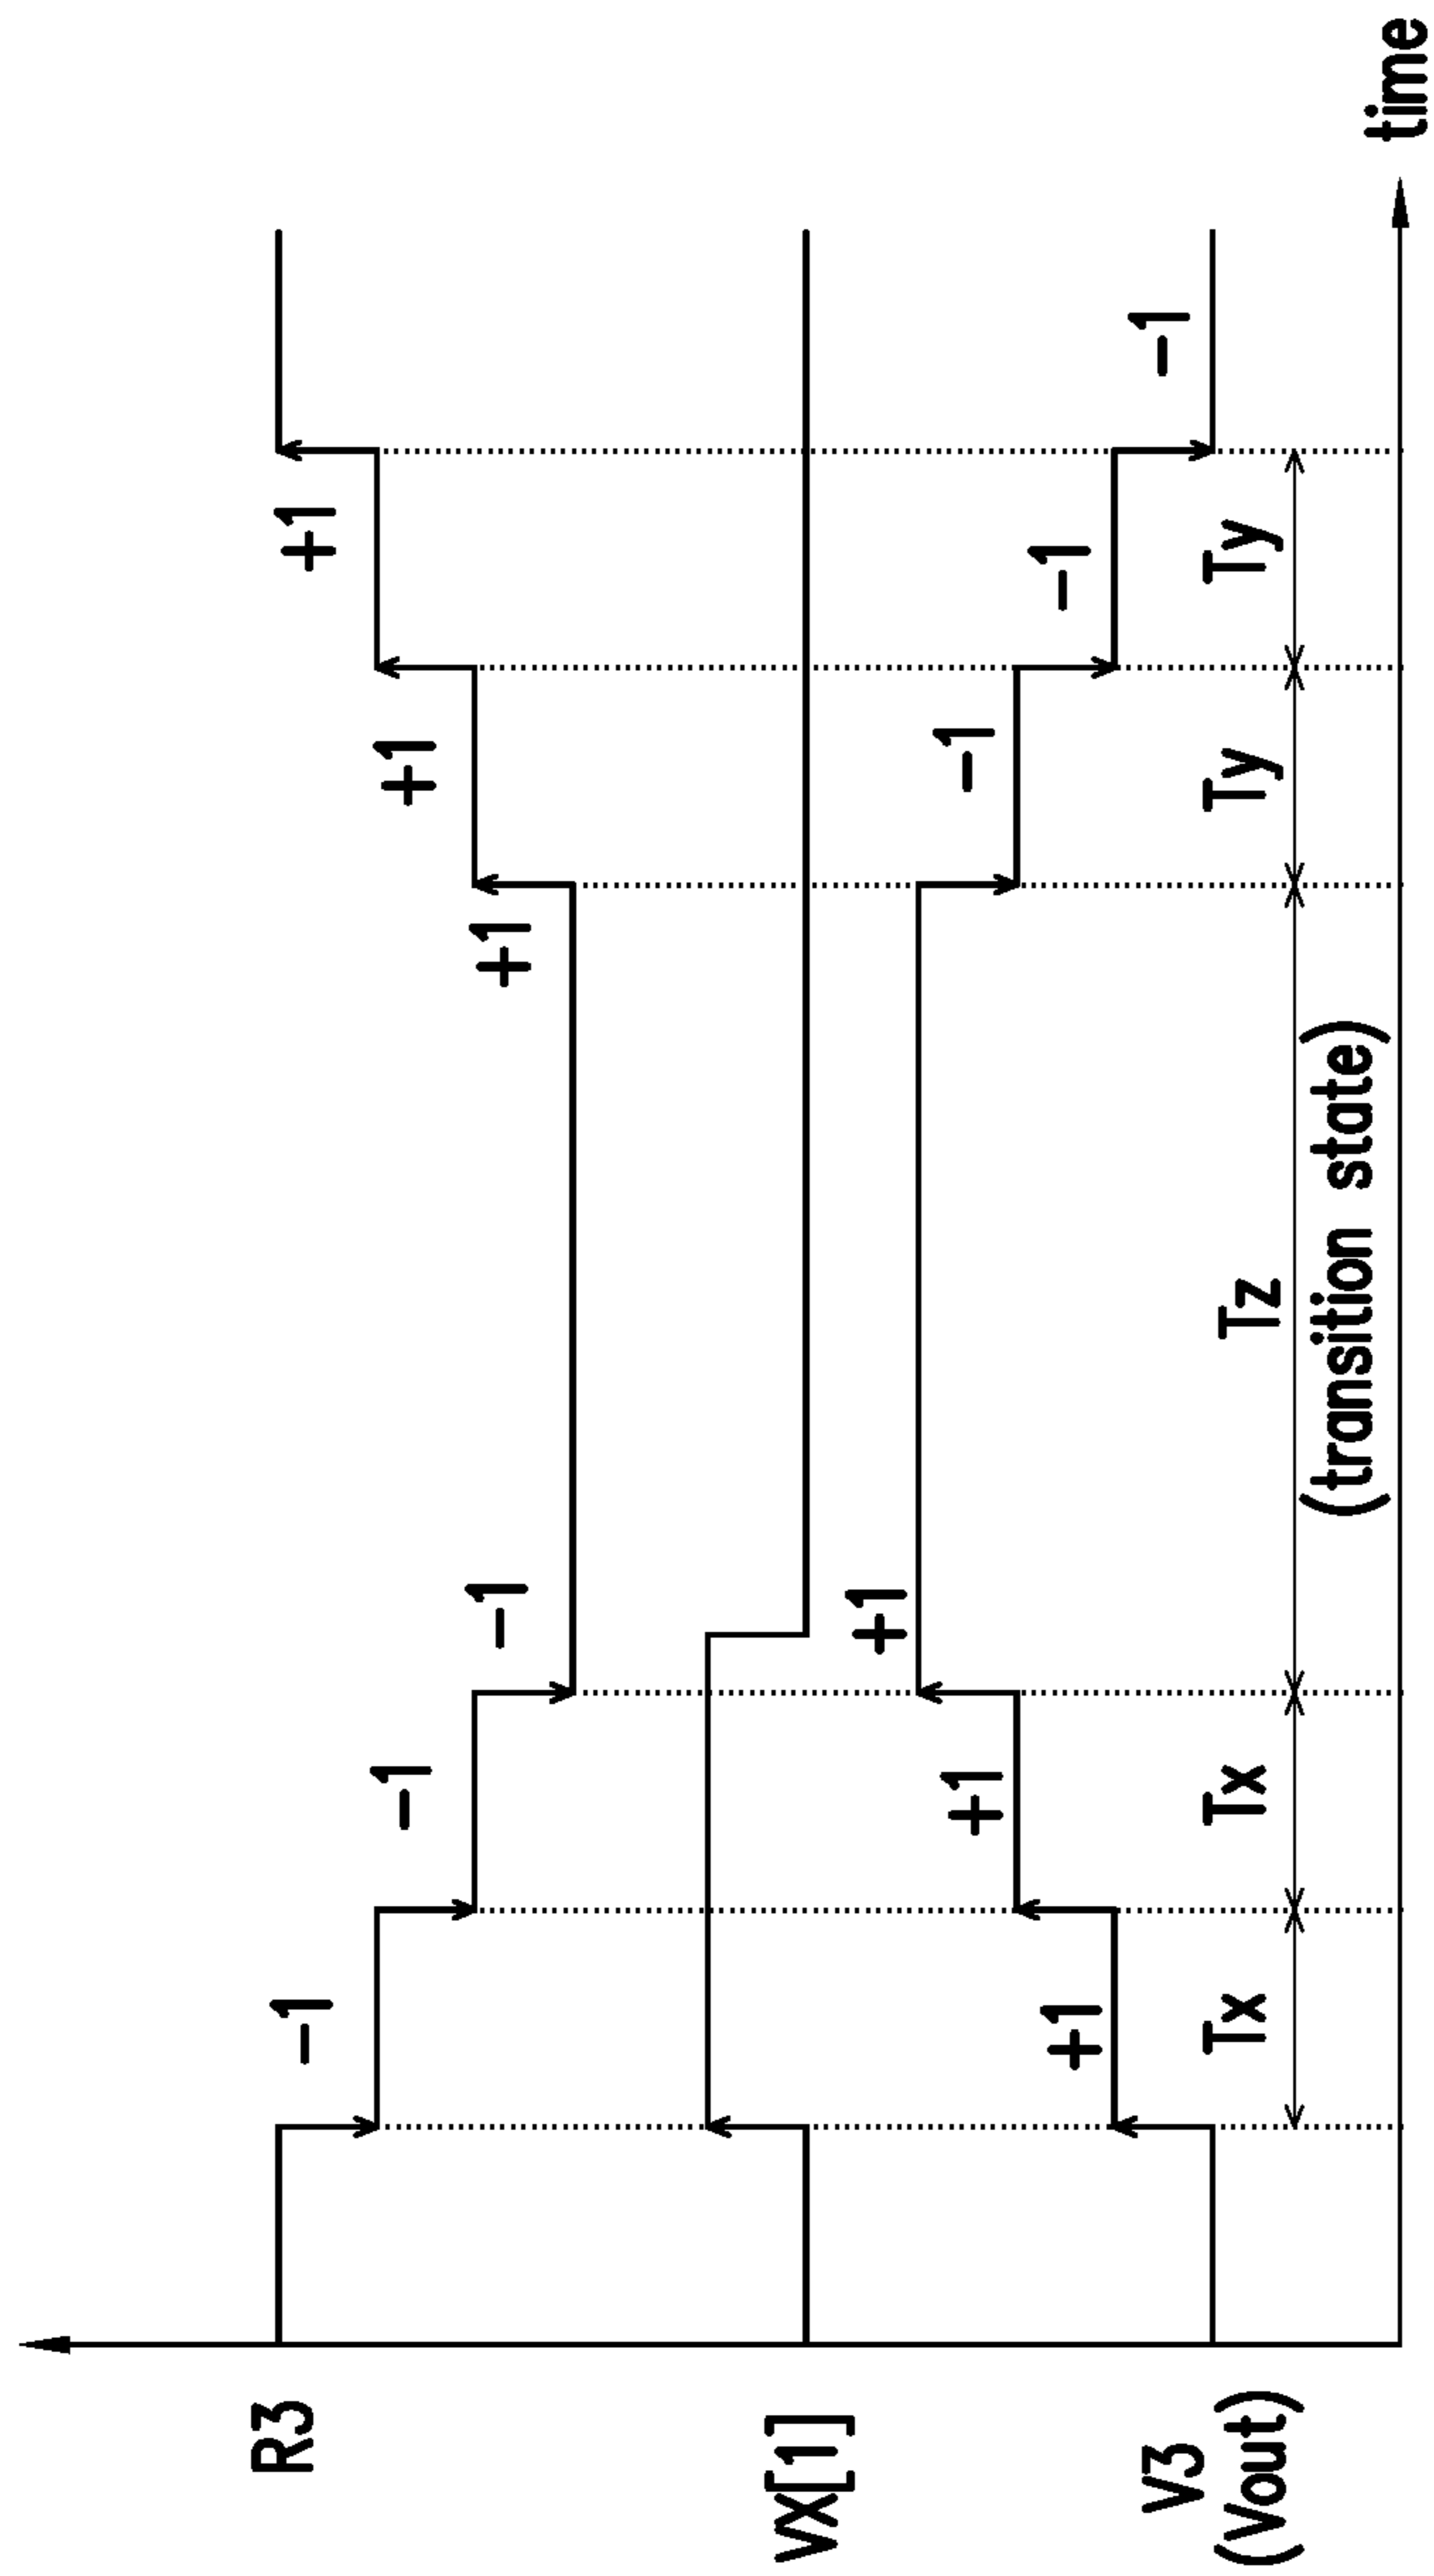 R3
-1
-1
-1
+1
+1
+1
VX[1]
V3
(Vout)
+1
+1
+1
-1
-1
-1
Tx
Tx
Tz
(transition state)
Ty
Ty
time